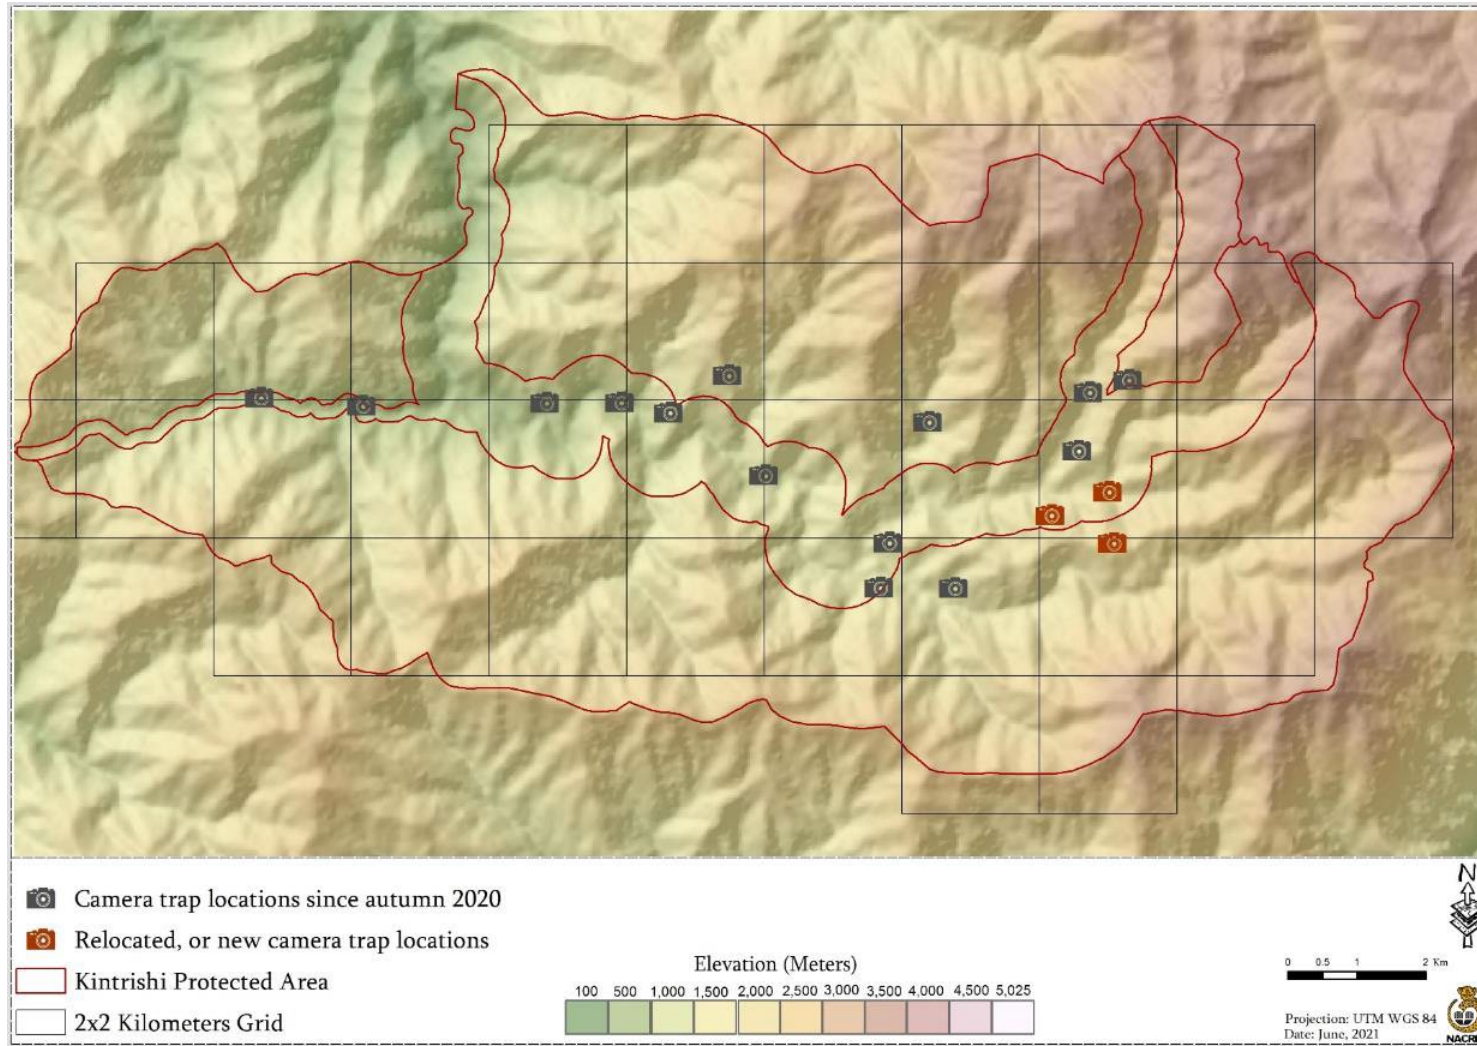 N
Camera trap locations since autumn 2020
Relocated, or new camera trap locations
Kintrishi Protected Area
2x2 Kilometers Grid
Elevation (Meters)
100 500 1,000 1,500 2,000 2,500 3,000 3,500 4,000 4,500 5,025
0 0.5 1 2 Km
Projection: UTM WGS 84
Date: June, 2021
NACRE